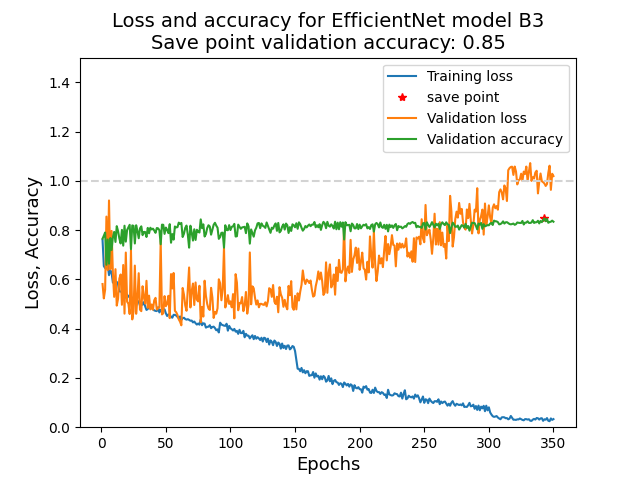 Loss and accuracy for EfficientNet model B3
Save point validation accuracy: 0.85
Training loss
save point
Validation loss
Validation accuracy
1.4
1.2
1.0
0.8
0.6
0.4
0.2
0.0
Loss, Accuracy
0 50 100 150 200 250 300 350
Epochs